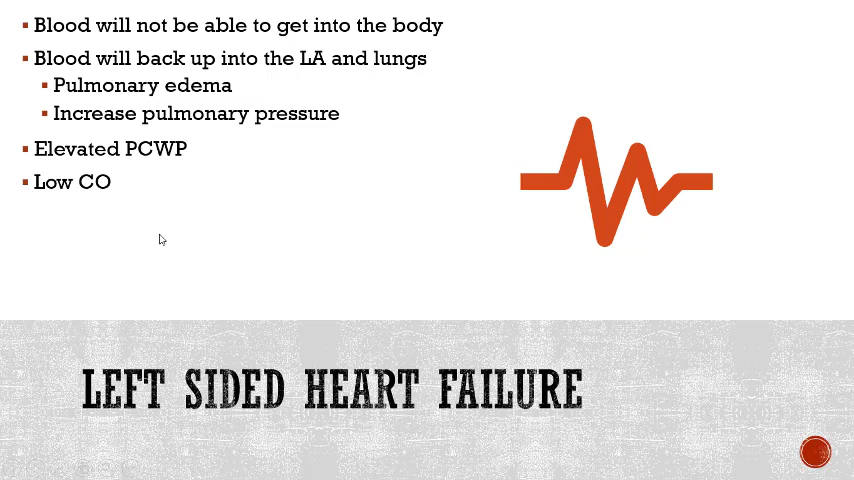 Blood will not be able to get into the body
Blood will back up into the LA and lungs
Pulmonary edema
Increase pulmonary pressure
Elevated PCWP
Low CO
LEFT SIDED HEART FAILURE